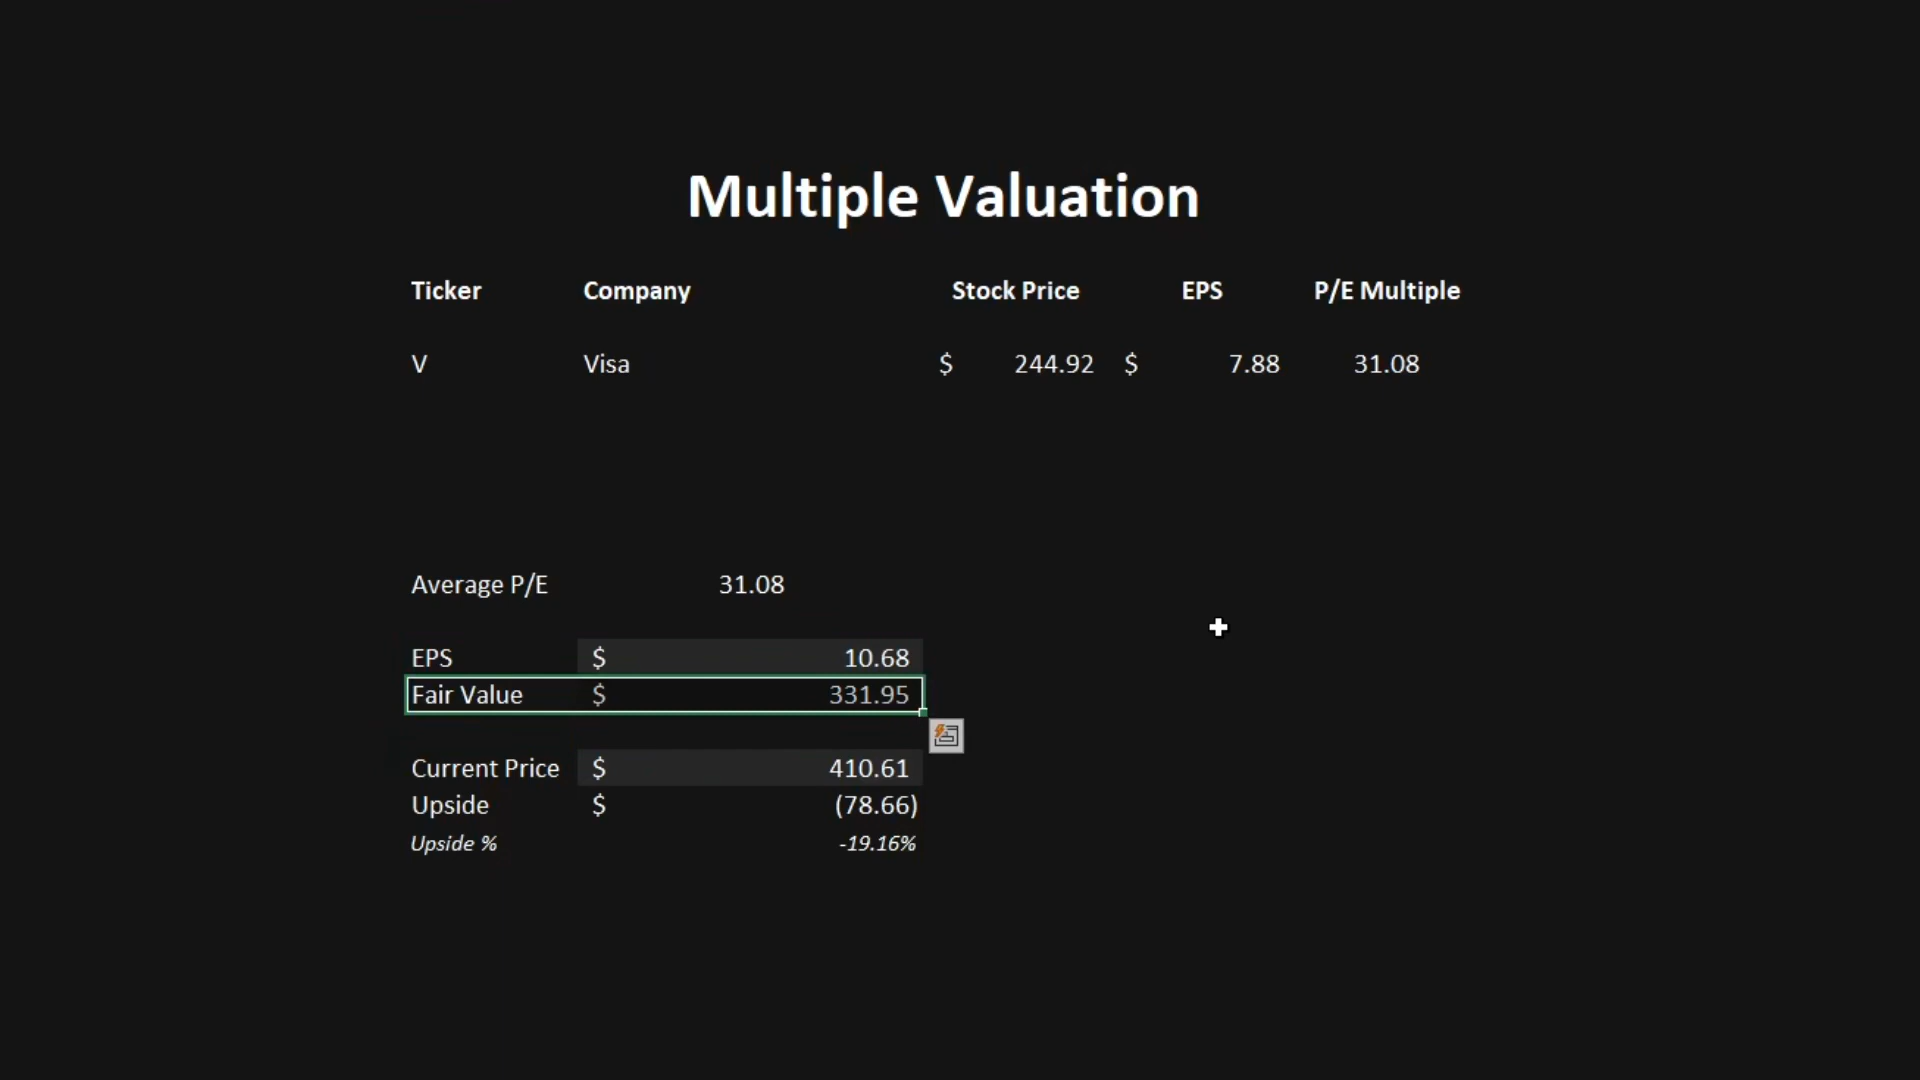 Multiple Valuation
Ticker Company Stock Price EPS P/E Multiple
V Visa $ 244.92 $ 7.88 31.08
Average P/E 31.08
EPS $ 10.68
Fair Value $ 331.95
Current Price $ 410.61
Upside $ (78.66)
Upside % -19.16%